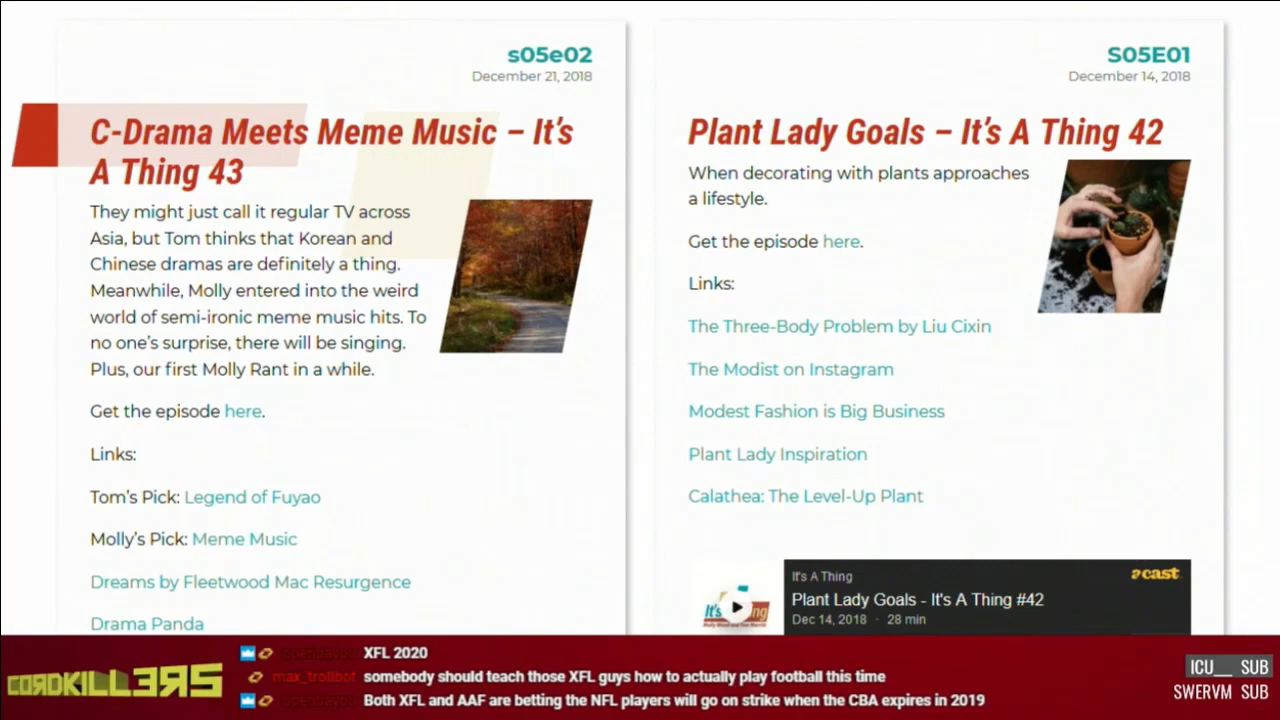 s05e02
December 21, 2018
C-Drama Meets Meme Music – It's
A Thing 43
They might just call it regular TV across
Asia, but Tom thinks that Korean and
Chinese dramas are definitely a thing.
Meanwhile, Molly entered into the weird
world of semi-ironic meme music hits. To
no one's surprise, there will be singing.
Plus, our first Molly Rant in a while.
Get the episode here.
Links:
Tom's Pick: Legend of Fuyao
Molly's Pick: Meme Music
Dreams by Fleetwood Mac Resurgence
Drama Panda
S05E01
December 14, 2018
Plant Lady Goals – It's A Thing 42
When decorating with plants approaches
a lifestyle.
Get the episode here.
Links:
The Three-Body Problem by Liu Cixin
The Modist on Instagram
Modest Fashion is Big Business
Plant Lady Inspiration
Calathea: The Level-Up Plant
It's A Thing
acast
Plant Lady Goals - It's A Thing #42
Dec 14, 2018 · 28 min
CORDKILLERS
XFL 2020
max_trollbot somebody should teach those XFL guys how to actually play football this time
Both XFL and AAF are betting the NFL players will go on strike when the CBA expires in 2019
ICU__ SUB
SWERVM SUB